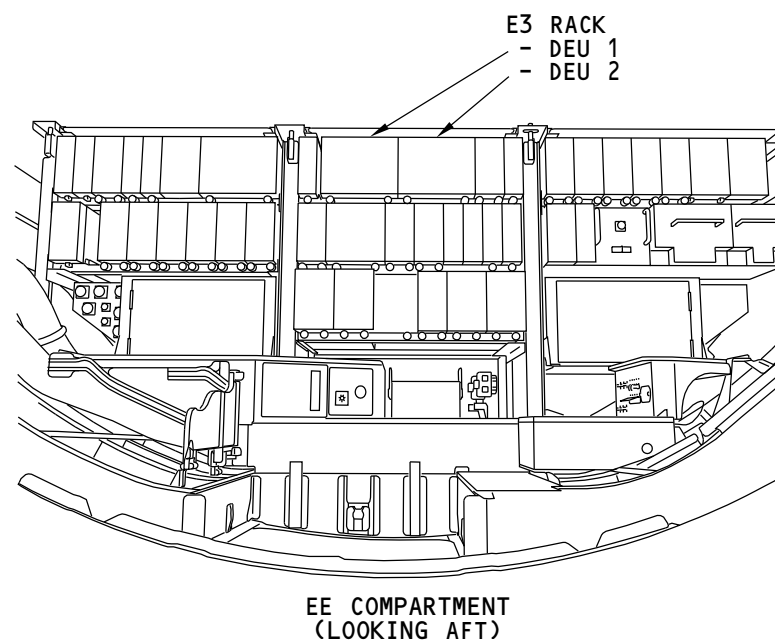 E3 RACK
- DEU 1
- DEU 2
EE COMPARTMENT
(LOOKING AFT)